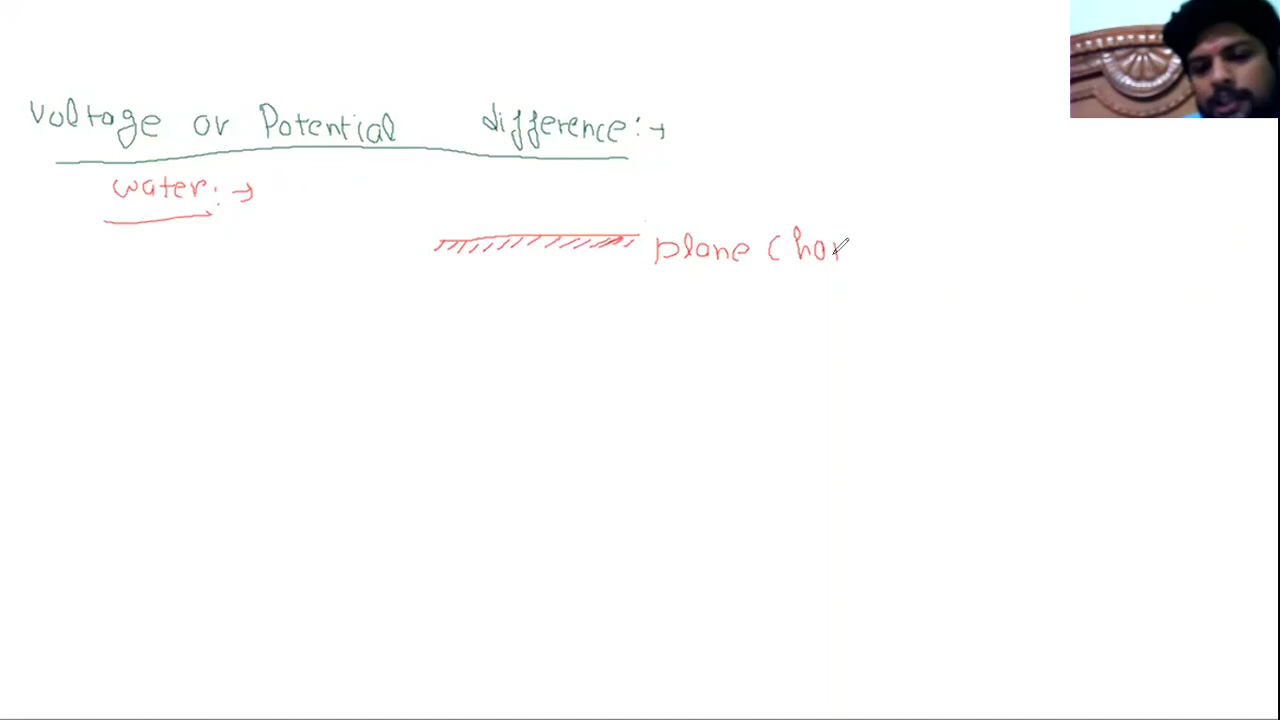 Voltage or Potential difference:→
water:→
plane (hor